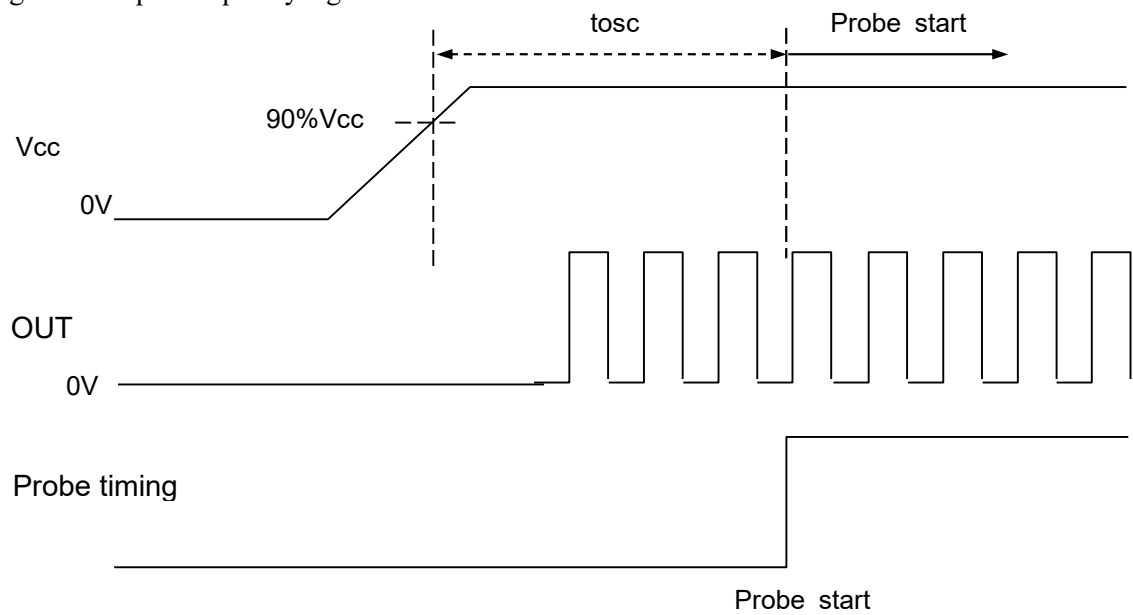 tosc
Probe start
90%Vcc
Vcc
0V
OUT
0V
Probe timing
Probe start